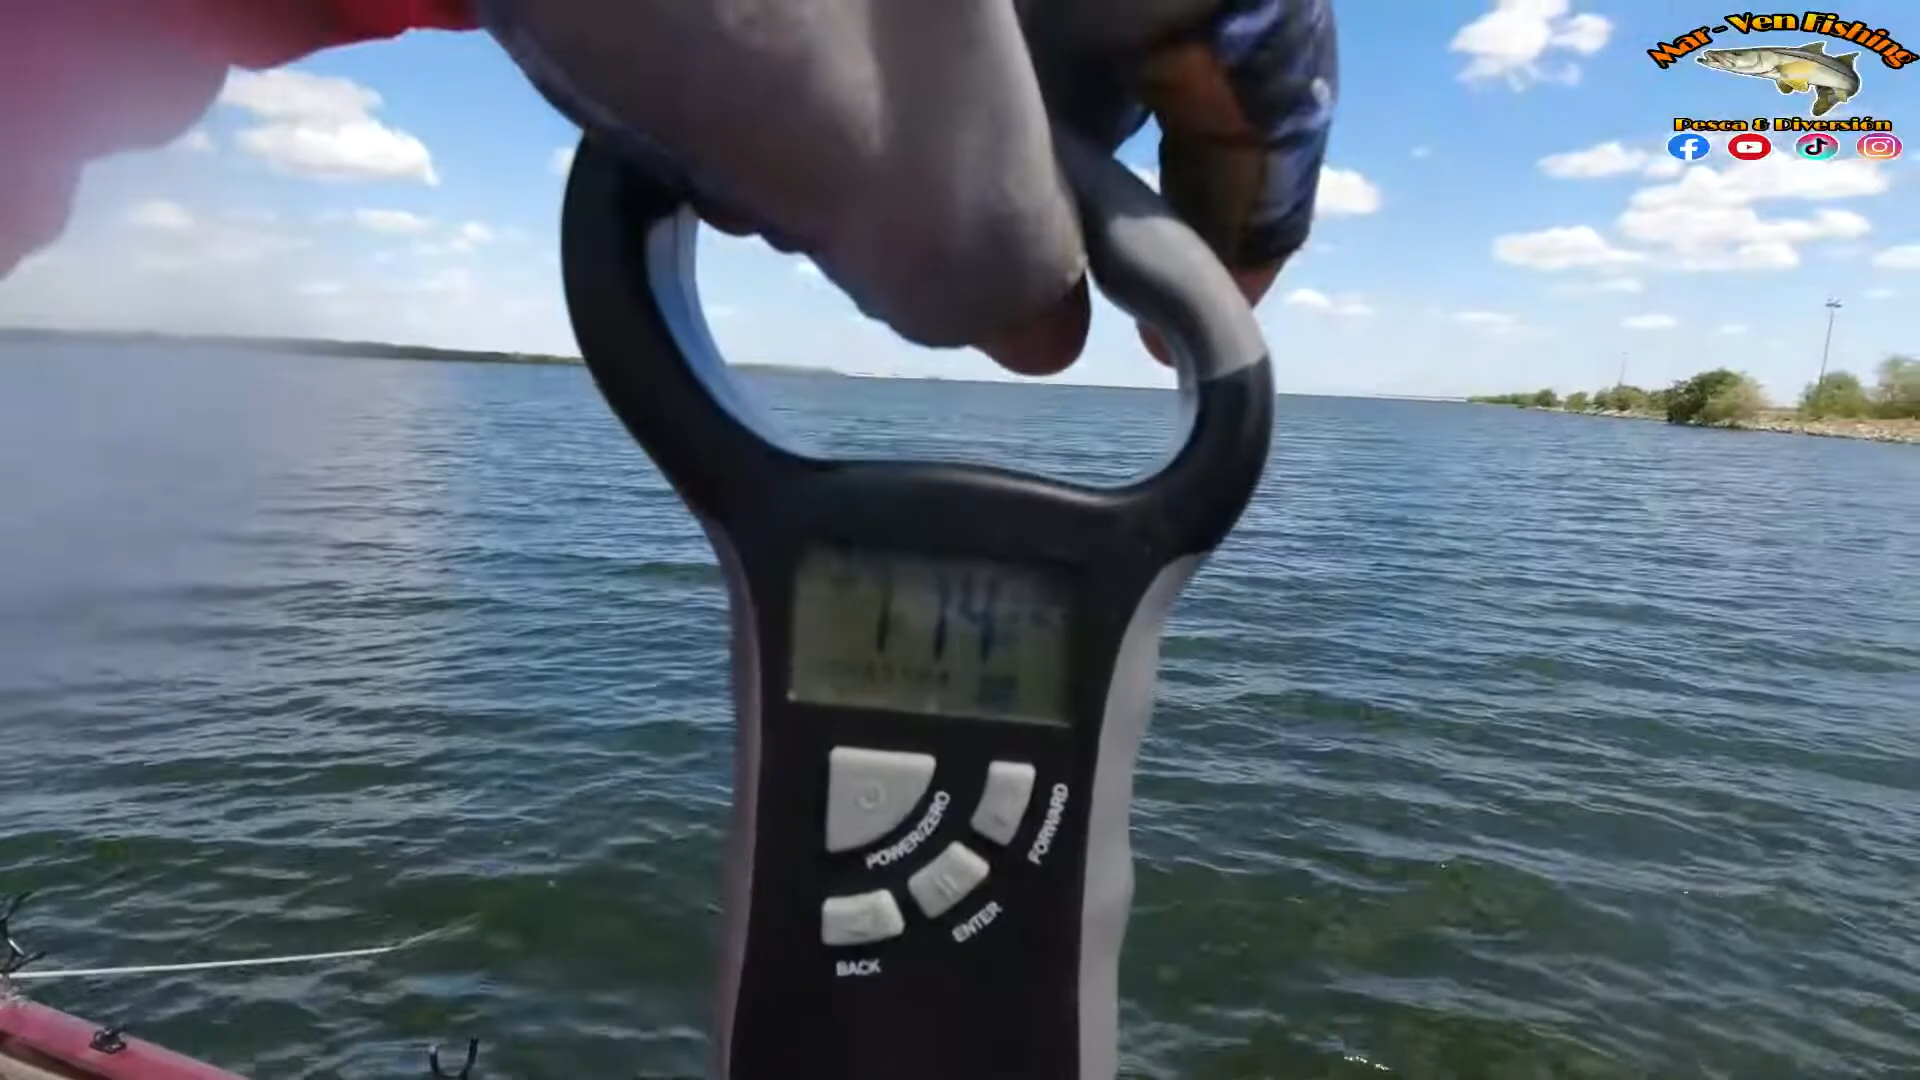 Mar-Ven Fishing
Pesca & Diversión
POWER/ZERO
FORWARD
ENTER
BACK